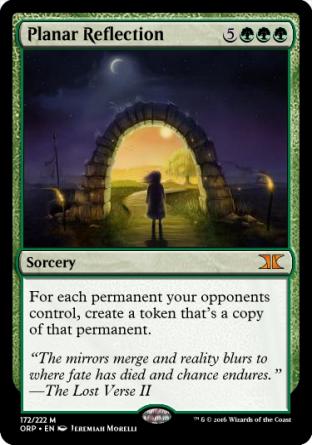 Planar Reflection 5
Sorcery
For each permanent your opponents
control, create a token that's a copy
of that permanent.
“The mirrors merge and reality blurs to
where fate has died and chance endures.”
—The Lost Verse II
172/222 M
ORP • EN Jeremiah Morelli
™ & © 2016 Wizards of the Coast